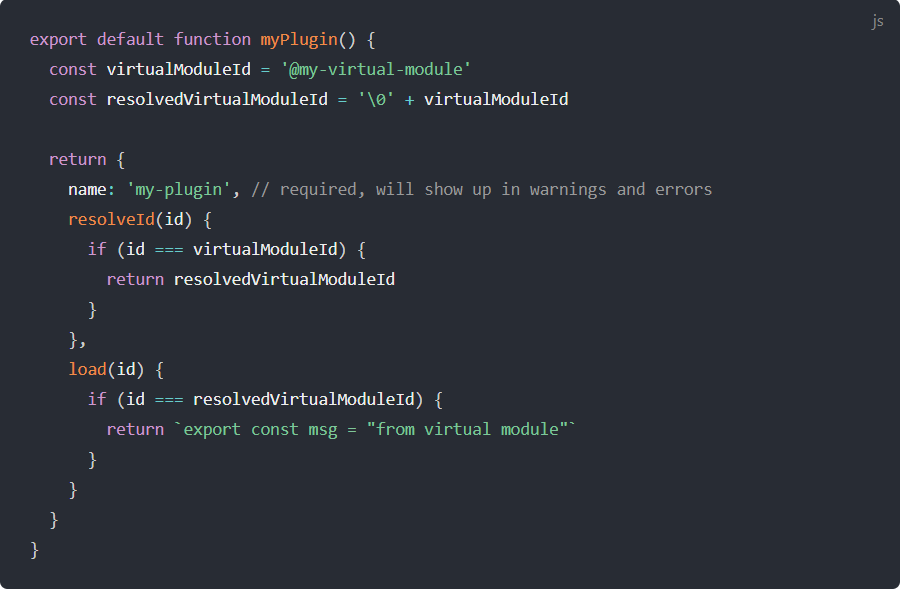 js
export default function myPlugin() {
  const virtualModuleId = '@my-virtual-module'
  const resolvedVirtualModuleId = '\0' + virtualModuleId

  return {
    name: 'my-plugin', // required, will show up in warnings and errors
    resolveId(id) {
      if (id === virtualModuleId) {
        return resolvedVirtualModuleId
      }
    },
    load(id) {
      if (id === resolvedVirtualModuleId) {
        return `export const msg = "from virtual module"`
      }
    }
  }
}